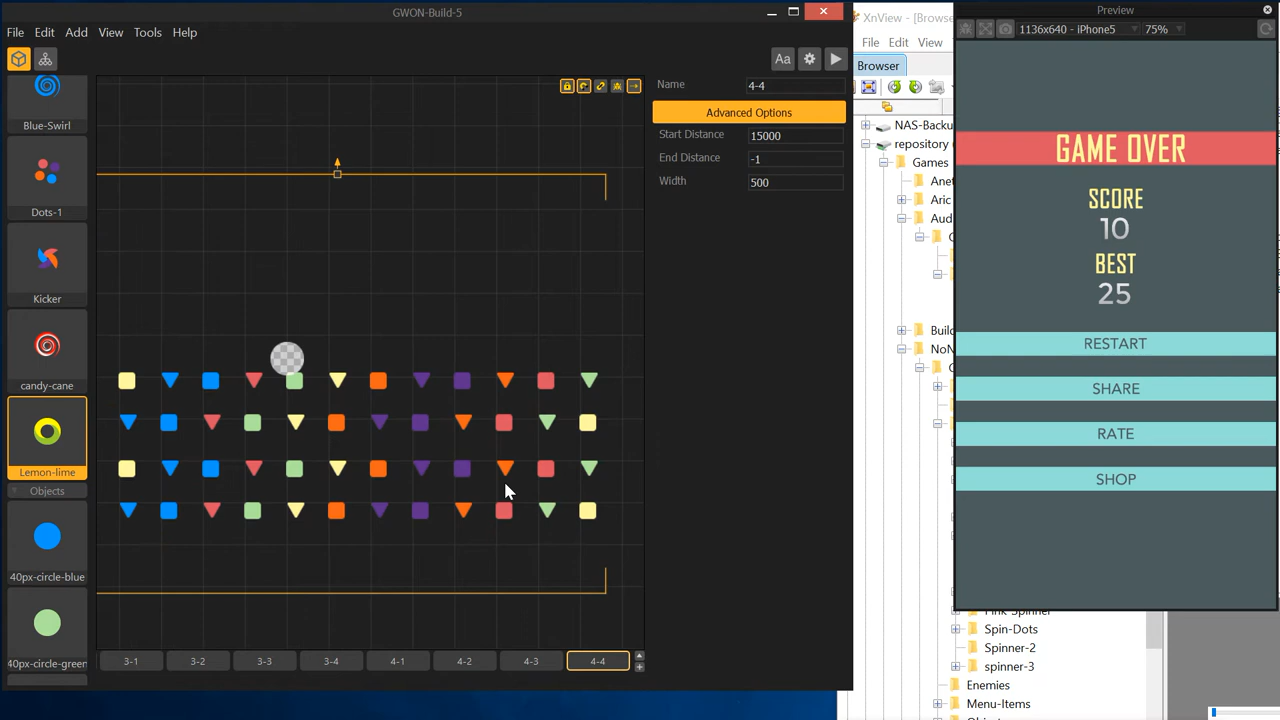 GWON-Build-5
File Edit Add View Tools Help
Aa
Blue-Swirl
Dots-1
Kicker
candy-cane
Lemon-lime
Objects
40px-circle-blue
40px-circle-green
Name 4-4
Advanced Options
Start Distance 15000
End Distance -1
Width 500
3-1 3-2 3-3 3-4 4-1 4-2 4-3 4-4
XnView - [Browse
File Edit View
Browser
NAS-Backu
repository (
Games
Anet
Aric
Aud
Build
NoN
Spin-Dots
Spinner-2
spinner-3
Enemies
Menu-Items
Preview
1136x640 - iPhone5 75%
GAME OVER
SCORE
10
BEST
25
RESTART
SHARE
RATE
SHOP